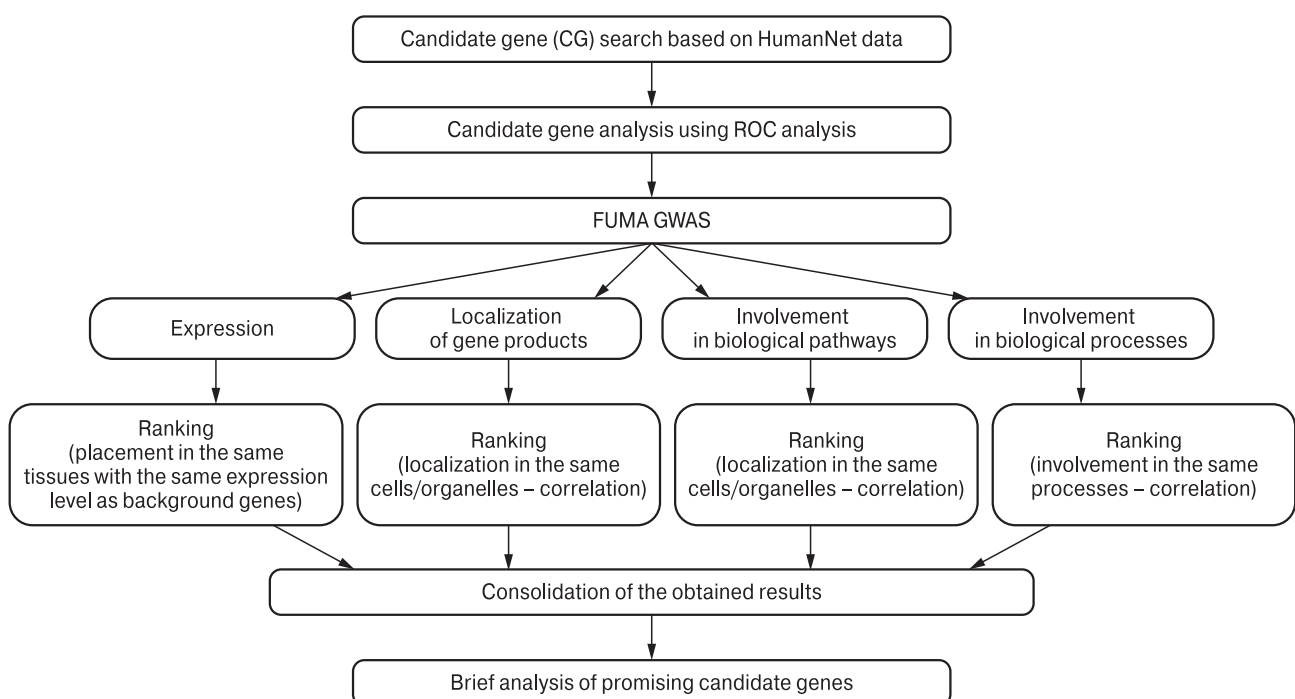 Candidate gene (CG) search based on HumanNet data
Candidate gene analysis using ROC analysis
FUMA GWAS
Expression
Localization
of gene products
Involvement
in biological pathways
Involvement
in biological processes
Ranking
(placement in the same
tissues with the same expression
level as background genes)
Ranking
(localization in the same
cells/organelles – correlation)
Ranking
(localization in the same
cells/organelles – correlation)
Ranking
(involvement in the same
processes – correlation)
Consolidation of the obtained results
Brief analysis of promising candidate genes